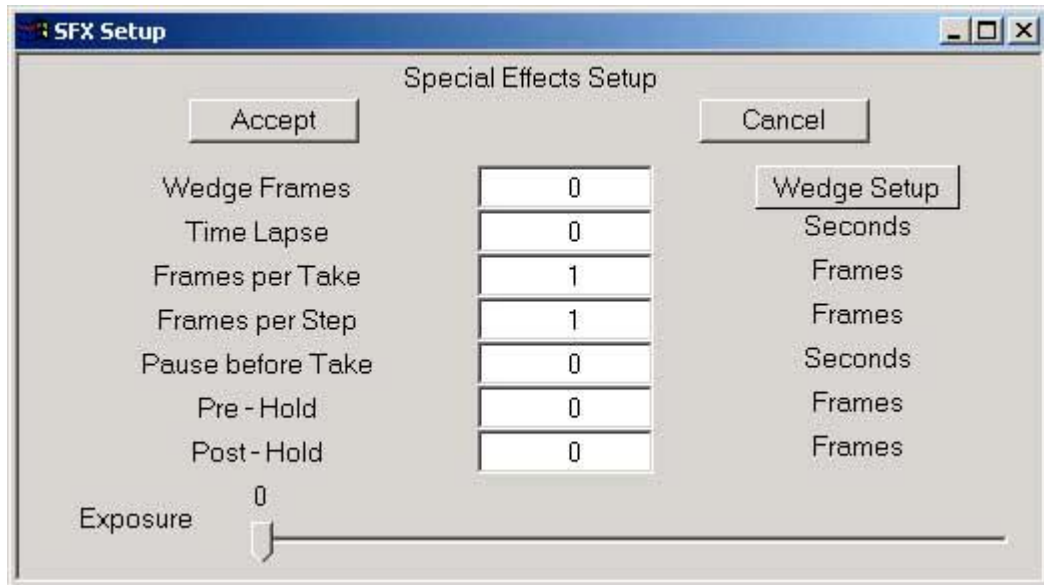 SFX Setup
Special Effects Setup
Accept Cancel
Wedge Frames 0 Wedge Setup
Time Lapse 0 Seconds
Frames per Take 1 Frames
Frames per Step 1 Frames
Pause before Take 0 Seconds
Pre - Hold 0 Frames
Post - Hold 0 Frames
0
Exposure